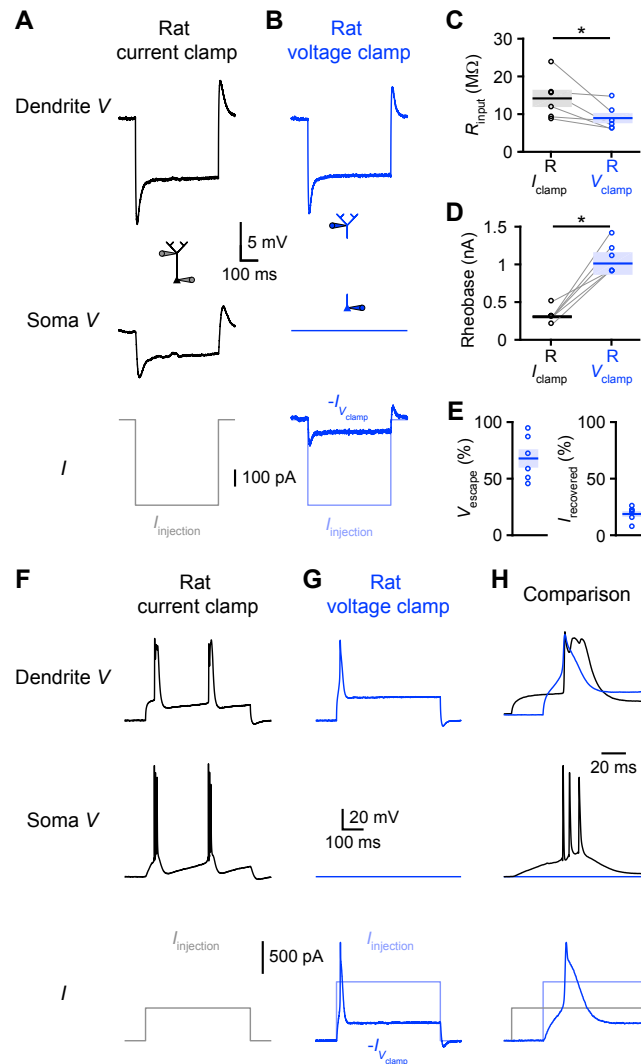 A
Rat
current clamp
B
Rat
voltage clamp
Dendrite V
5 mV
100 ms
Soma V
-I Vclamp
I
100 pA
Iinjection
Iinjection
C
*
30
20
10
0
Rinput (MΩ)
R
Iclamp
R
Vclamp
D
*
1.5
1
0.5
0
Rheobase (nA)
R
Iclamp
R
Vclamp
E
100
50
0
Vescape (%)
100
50
0
Irecovered (%)
F
Rat
current clamp
G
Rat
voltage clamp
H
Comparison
Dendrite V
20 ms
Soma V
20 mV
100 ms
Iinjection
500 pA
Iinjection
I
-I Vclamp